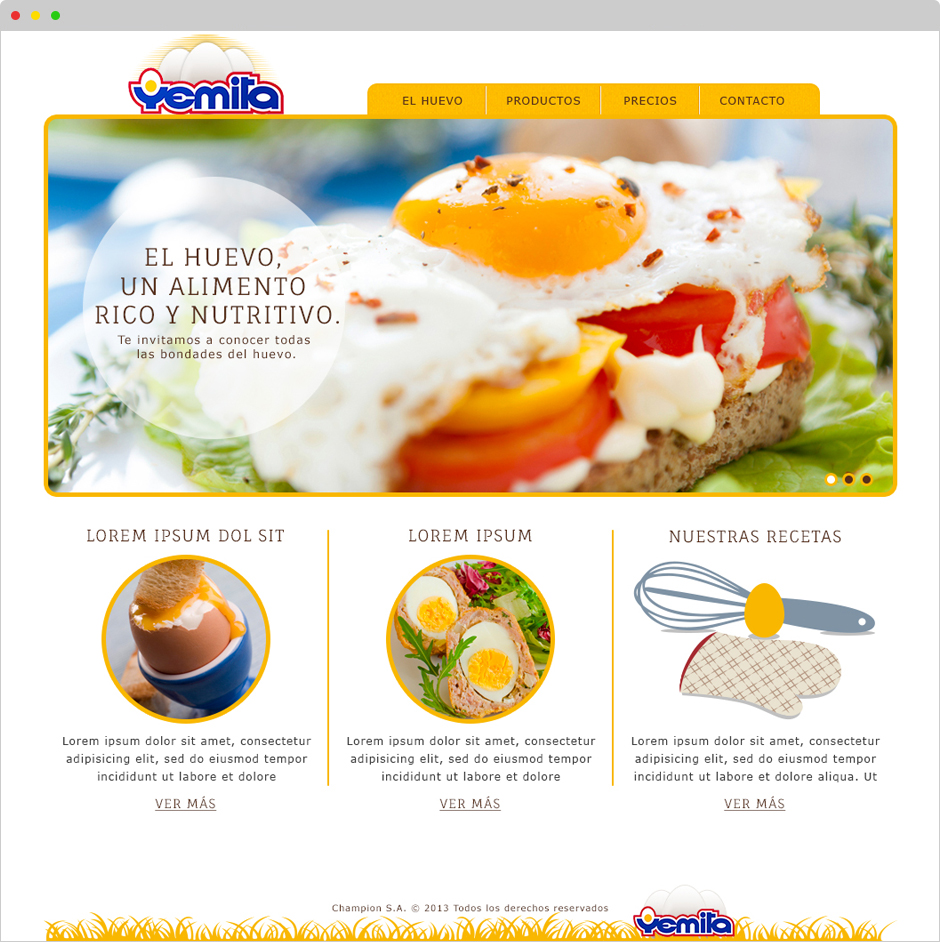 Yemita
EL HUEVO
PRODUCTOS
PRECIOS
CONTACTO
EL HUEVO,
UN ALIMENTO
RICO Y NUTRITIVO.
Te invitamos a conocer todas
las bondades del huevo.
LOREM IPSUM DOL SIT
Lorem ipsum dolor sit amet, consectetur
adipisicing elit, sed do eiusmod tempor
incididunt ut labore et dolore
VER MÁS
LOREM IPSUM
Lorem ipsum dolor sit amet, consectetur
adipisicing elit, sed do eiusmod tempor
incididunt ut labore et dolore
VER MÁS
NUESTRAS RECETAS
Lorem ipsum dolor sit amet, consectetur
adipisicing elit, sed do eiusmod tempor
incididunt ut labore et dolore aliqua. Ut
VER MÁS
Champion S.A. © 2013 Todos los derechos reservados
Yemita